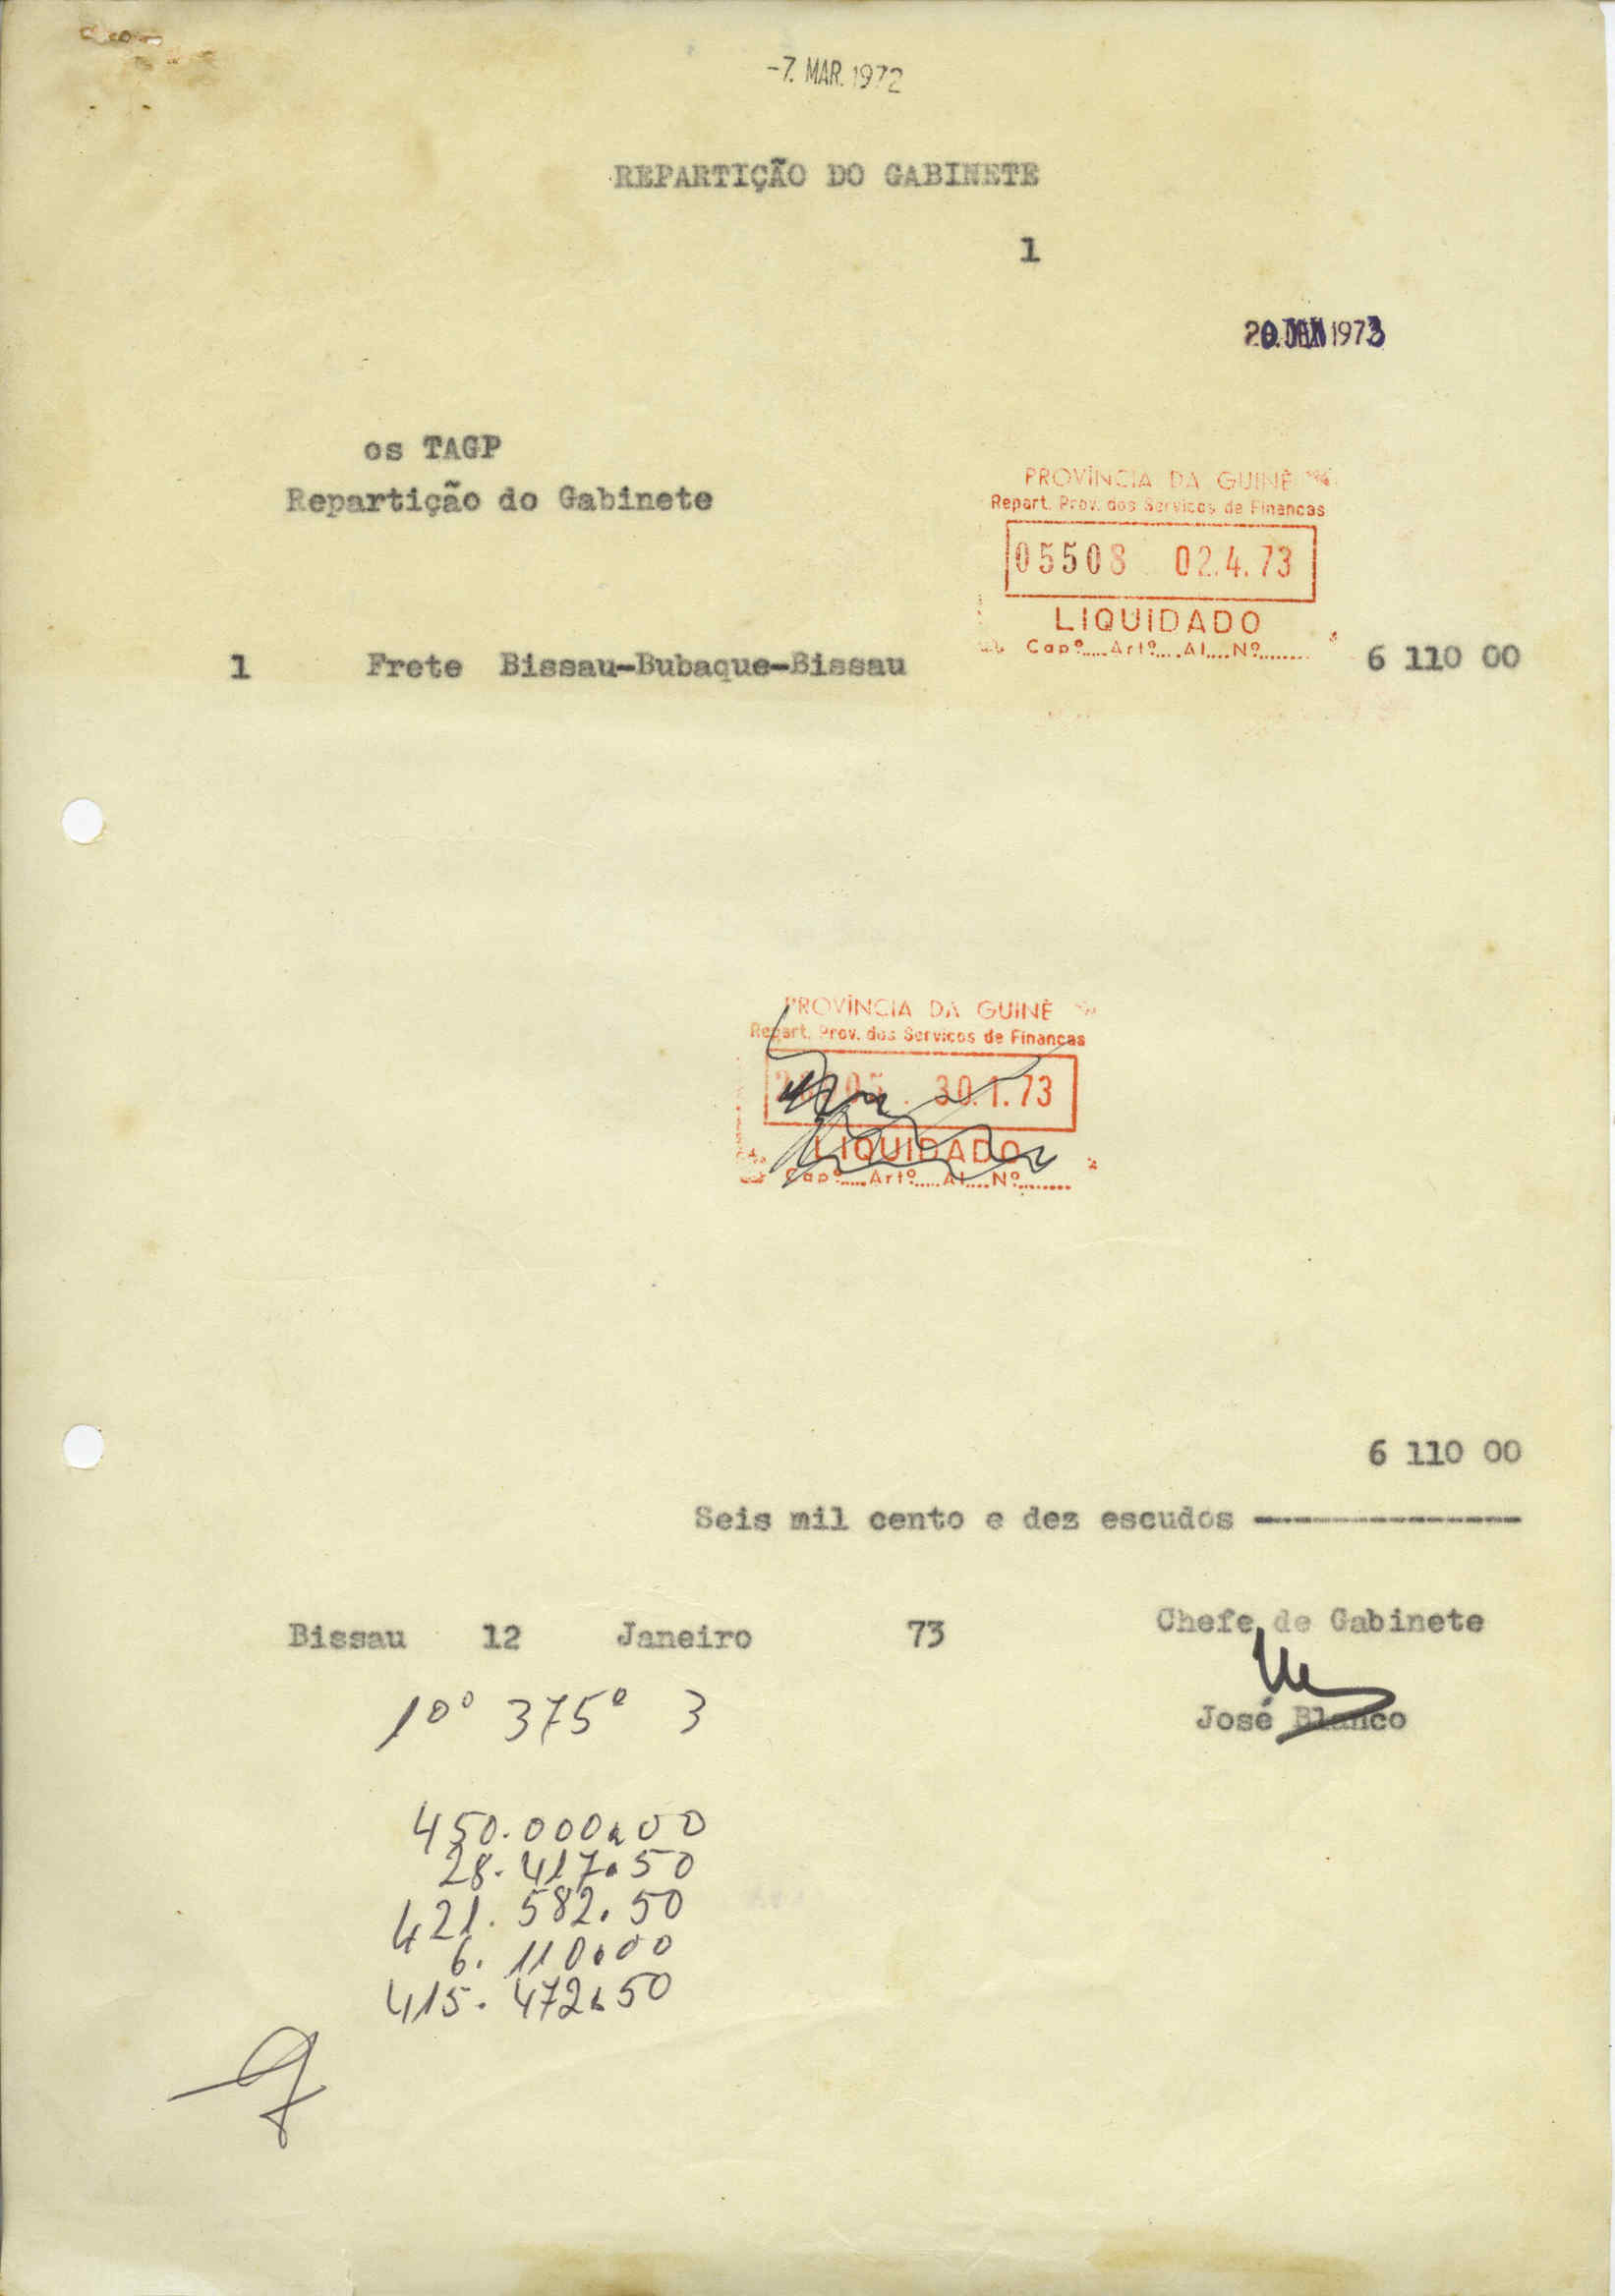 -7. MAR. 1972
REPARTIÇÃO DO GABINETE
1
1973
os TAGP
Repartição do Gabinete
PROVÍNCIA DA GUINÉ
Repart. Prov. dos Serviços de Finanças
05508 02.4.73
LIQUIDADO
Capº.....Artº.....Al.....Nº........
1 Frete Bissau-Bubaque-Bissau 6 110 00
PROVÍNCIA DA GUINÉ
Repart. Prov. dos Serviços de Finanças
30.1.73
LIQUIDADO
Capº.....Artº.....Al.....Nº........
6 110 00
Seis mil cento e dez escudos --------------
Bissau 12 Janeiro 73
Chefe de Gabinete
José Blanco
10º 375º 3
450.000.00
28.417.50
421.582.50
6.110.00
415.472.50